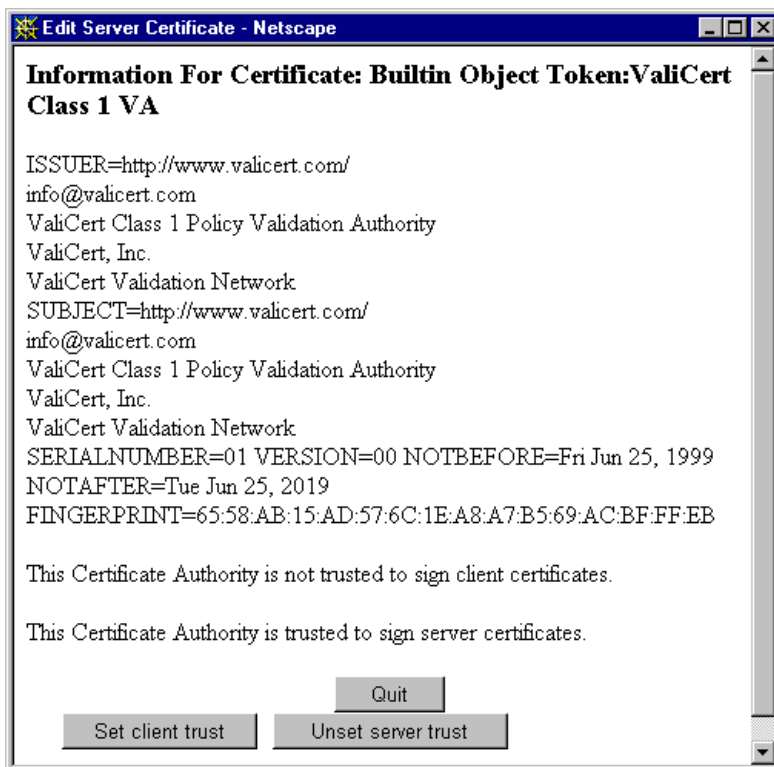 Edit Server Certificate - Netscape
Information For Certificate: Builtin Object Token:ValiCert
Class 1 VA
ISSUER=http://www.valicert.com/
info@valicert.com
ValiCert Class 1 Policy Validation Authority
ValiCert, Inc.
ValiCert Validation Network
SUBJECT=http://www.valicert.com/
info@valicert.com
ValiCert Class 1 Policy Validation Authority
ValiCert, Inc.
ValiCert Validation Network
SERIALNUMBER=01 VERSION=00 NOTBEFORE=Fri Jun 25, 1999
NOTAFTER=Tue Jun 25, 2019
FINGERPRINT=65:58:AB:15:AD:57:6C:1E:A8:A7:B5:69:AC:BF:FF:EB
This Certificate Authority is not trusted to sign client certificates.
This Certificate Authority is trusted to sign server certificates.
Quit
Set client trust Unset server trust